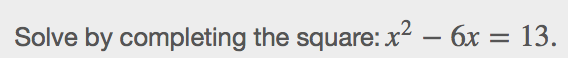 Solve by completing the square: x² − 6x = 13.